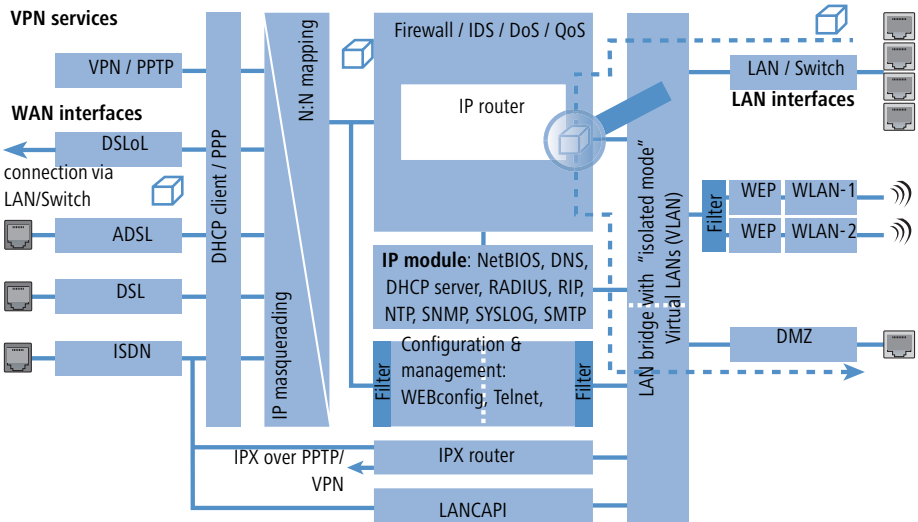 VPN services
VPN / PPTP
WAN interfaces
DSLoL
connection via
LAN/Switch
ADSL
DSL
ISDN
DHCP client / PPP
N:N mapping
IP masquerading
Firewall / IDS / DoS / QoS
IP router
IP module: NetBIOS, DNS,
DHCP server, RADIUS, RIP,
NTP, SNMP, SYSLOG, SMTP
Filter
Configuration &
management:
WEBconfig, Telnet,
Filter
IPX over PPTP/
VPN
IPX router
LANCAPI
LAN bridge with "isolated mode"
Virtual LANs (VLAN)
LAN / Switch
LAN interfaces
Filter
WEP
WLAN-1
WEP
WLAN-2
DMZ